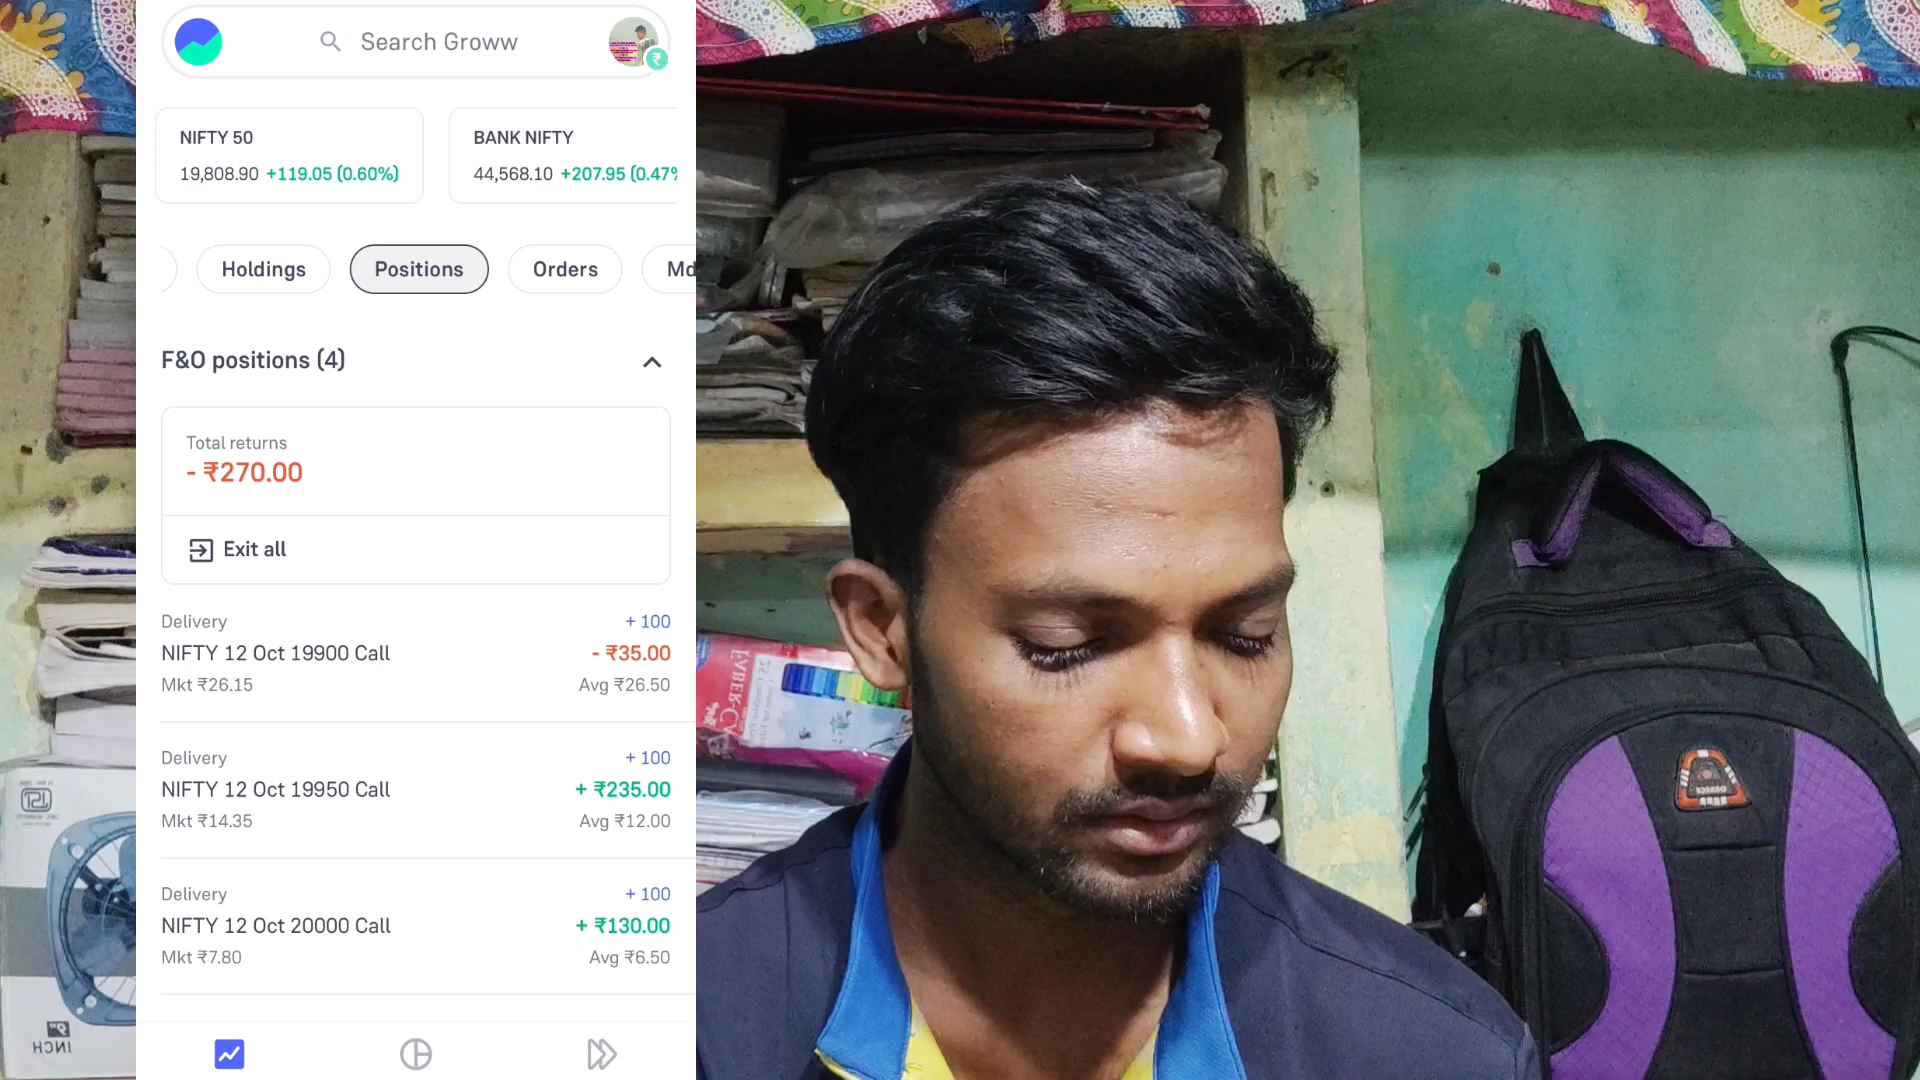 Search Groww
NIFTY 50
19,808.90 +119.05 (0.60%)
BANK NIFTY
44,568.10 +207.95 (0.47%
Holdings
Positions
Orders
F&O positions (4)
Total returns
- ₹270.00
Exit all
Delivery
+ 100
NIFTY 12 Oct 19900 Call
- ₹35.00
Mkt ₹26.15
Avg ₹26.50
Delivery
+ 100
NIFTY 12 Oct 19950 Call
+ ₹235.00
Mkt ₹14.35
Avg ₹12.00
Delivery
+ 100
NIFTY 12 Oct 20000 Call
+ ₹130.00
Mkt ₹7.80
Avg ₹6.50
FABER-C
9"
INCH